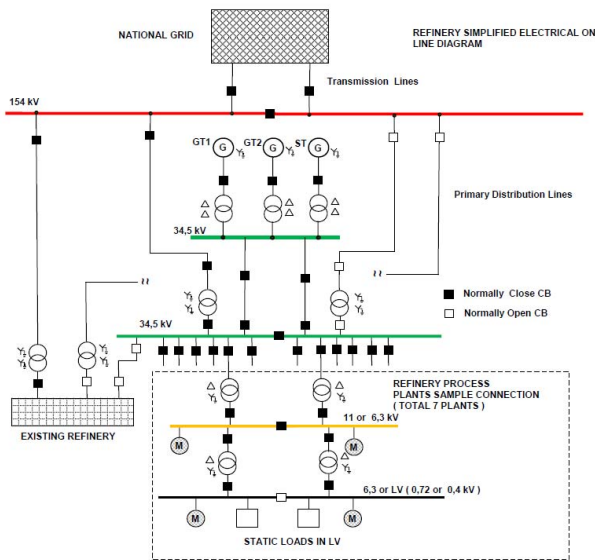 NATIONAL GRID
REFINERY SIMPLIFIED ELECTRICAL ON
LINE DIAGRAM
Transmission Lines
154 kV
GT1
GT2
ST
G
G
G
Primary Distribution Lines
34,5 kV
Normally Close CB
Normally Open CB
34,5 kV
REFINERY PROCESS
PLANTS SAMPLE CONNECTION
( TOTAL 7 PLANTS )
11 or 6,3 kV
EXISTING REFINERY
M
M
6,3 or LV ( 0,72 or 0,4 kV )
M
M
STATIC LOADS IN LV